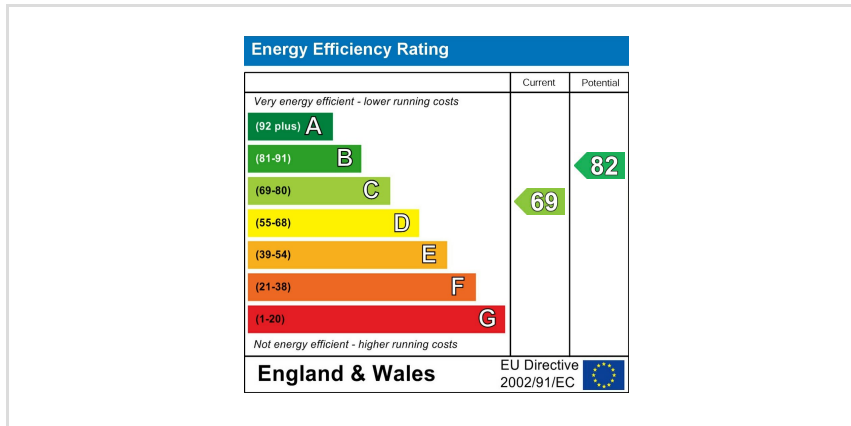 Energy Efficiency Rating
Current Potential
Very energy efficient - lower running costs
(92 plus) A
(81-91) B
82
(69-80) C
69
(55-68) D
(39-54) E
(21-38) F
(1-20) G
Not energy efficient - higher running costs
England & Wales
EU Directive
2002/91/EC